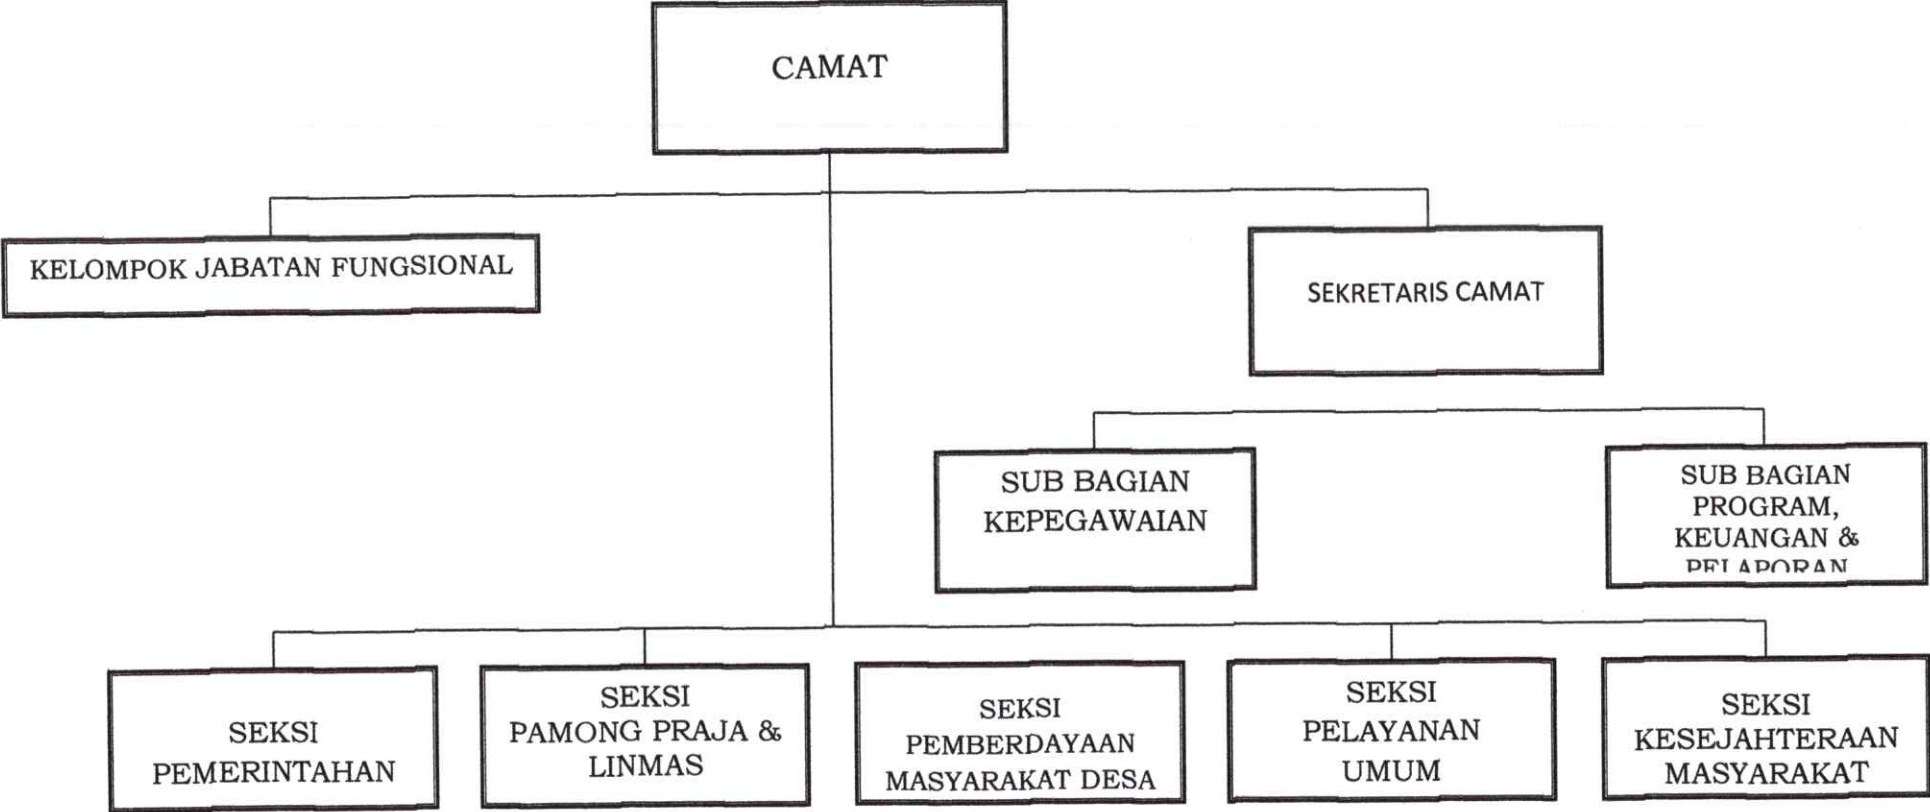 CAMAT
KELOMPOK JABATAN FUNGSIONAL
SEKRETARIS CAMAT
SUB BAGIAN
KEPEGAWAIAN
SUB BAGIAN
PROGRAM,
KEUANGAN &
PELAPORAN
SEKSI
PEMERINTAHAN
SEKSI
PAMONG PRAJA &
LINMAS
SEKSI
PEMBERDAYAAN
MASYARAKAT DESA
SEKSI
PELAYANAN
UMUM
SEKSI
KESEJAHTERAAN
MASYARAKAT